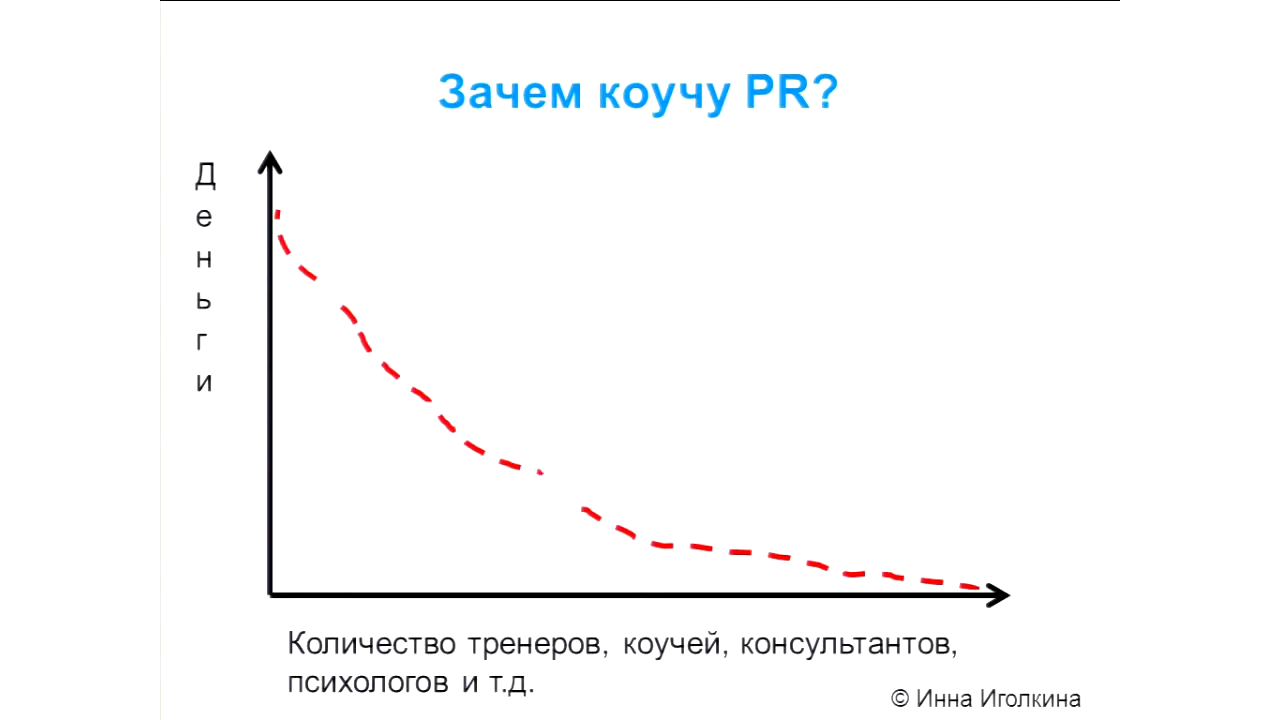 Зачем коучу PR?
Деньги
Количество тренеров, коучей, консультантов,
психологов и т.д.
© Инна Иголкина